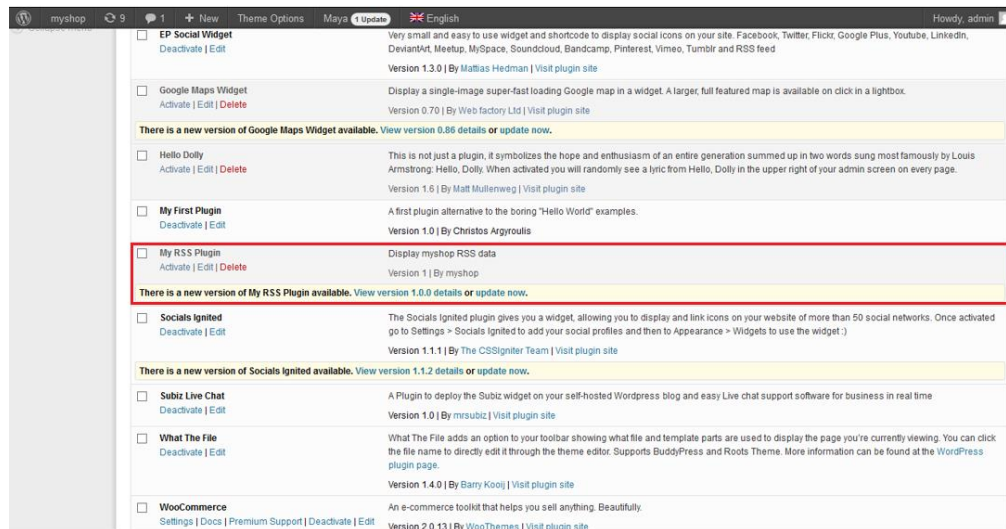 myshop 9 1 + New Theme Options Maya 1 Update English Howdy, admin
Collapse menu
EP Social Widget
Deactivate | Edit
Very small and easy to use widget and shortcode to display social icons on your site. Facebook, Twitter, Flickr, Google Plus, Youtube, LinkedIn,
DeviantArt, Meetup, MySpace, Soundcloud, Bandcamp, Pinterest, Vimeo, Tumblr and RSS feed
Version 1.3.0 | By Mattias Hedman | Visit plugin site
Google Maps Widget
Activate | Edit | Delete
Display a single-image super-fast loading Google map in a widget. A larger, full featured map is available on click in a lightbox.
Version 0.70 | By Web factory Ltd | Visit plugin site
There is a new version of Google Maps Widget available. View version 0.86 details or update now.
Hello Dolly
Activate | Edit | Delete
This is not just a plugin, it symbolizes the hope and enthusiasm of an entire generation summed up in two words sung most famously by Louis
Armstrong: Hello, Dolly. When activated you will randomly see a lyric from Hello, Dolly in the upper right of your admin screen on every page.
Version 1.6 | By Matt Mullenweg | Visit plugin site
My First Plugin
Deactivate | Edit
A first plugin alternative to the boring "Hello World" examples.
Version 1.0 | By Christos Argyroulis
My RSS Plugin
Activate | Edit | Delete
Display myshop RSS data
Version 1 | By myshop
There is a new version of My RSS Plugin available. View version 1.0.0 details or update now.
Socials Ignited
Deactivate | Edit
The Socials Ignited plugin gives you a widget, allowing you to display and link icons on your website of more than 50 social networks. Once activated
go to Settings > Socials Ignited to add your social profiles and then to Appearance > Widgets to use the widget :)
Version 1.1.1 | By The CSSIgniter Team | Visit plugin site
There is a new version of Socials Ignited available. View version 1.1.2 details or update now.
Subiz Live Chat
Deactivate | Edit
A Plugin to deploy the Subiz widget on your self-hosted Wordpress blog and easy Live chat support software for business in real time
Version 1.0 | By mrsubiz | Visit plugin site
What The File
Deactivate | Edit
What The File adds an option to your toolbar showing what file and template parts are used to display the page you're currently viewing. You can click
the file name to directly edit it through the theme editor. Supports BuddyPress and Roots Theme. More information can be found at the WordPress
plugin page.
Version 1.4.0 | By Barry Kooij | Visit plugin site
WooCommerce
Settings | Docs | Premium Support | Deactivate | Edit
An e-commerce toolkit that helps you sell anything. Beautifully.
Version 2.0.13 | By WooThemes | Visit plugin site